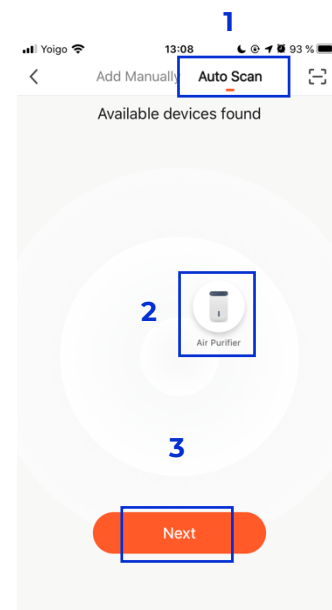 1
Yoigo 13:08 93 %
Add Manually Auto Scan
Available devices found
2
Air Purifier
3
Next